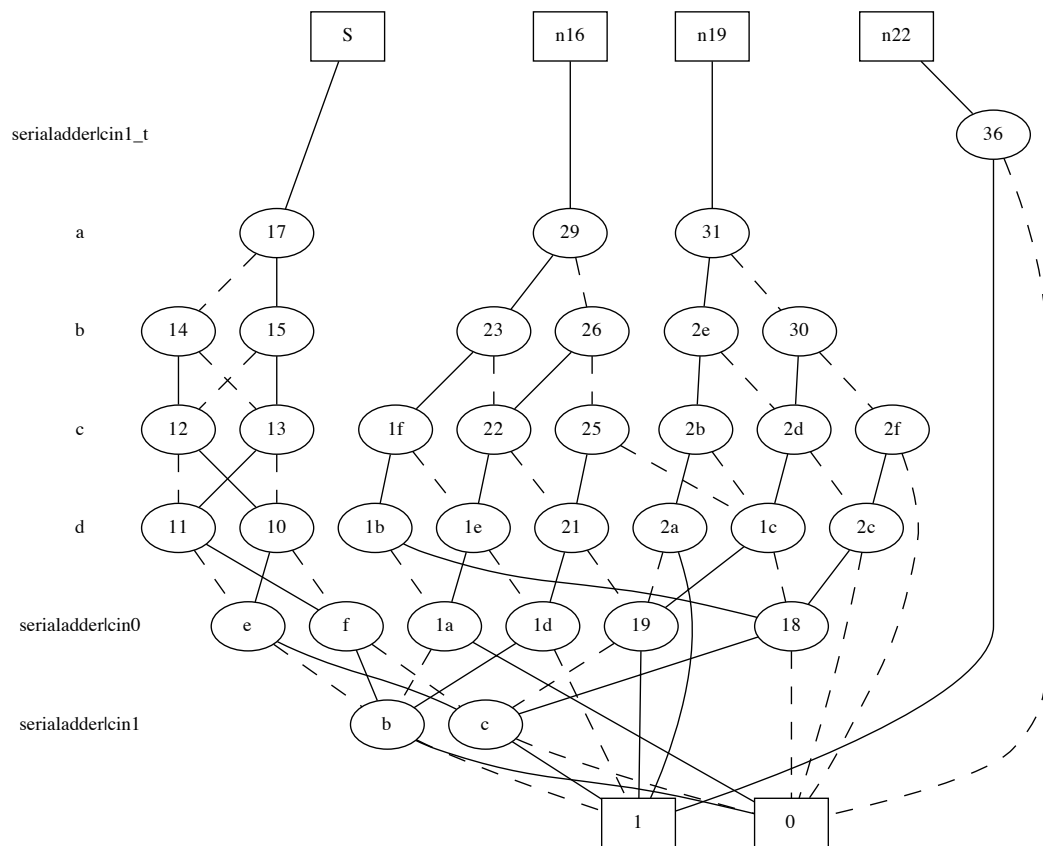 S n16 n19 n22
serialadder|cin1_t 36
a 17 29 31
b 14 15 23 26 2e 30
c 12 13 1f 22 25 2b 2d 2f
d 11 10 1b 1e 21 2a 1c 2c
serialadder|cin0 e f 1a 1d 19 18
serialadder|cin1 b c
1 0